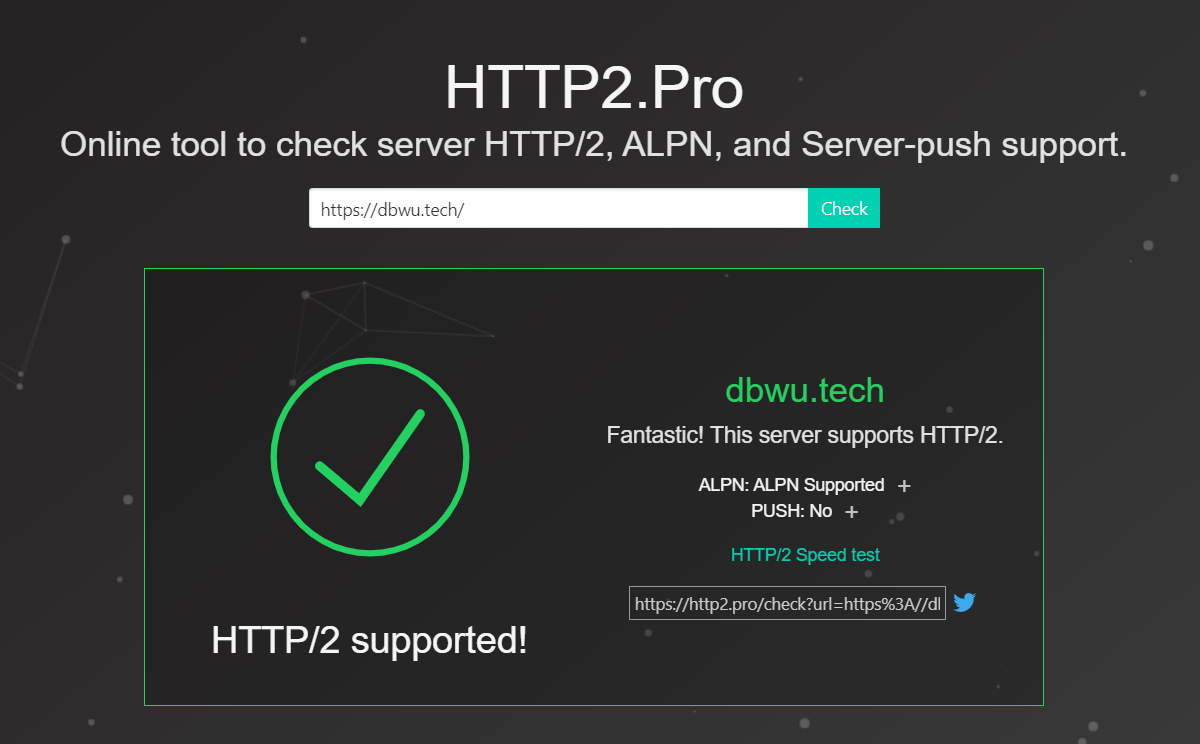 HTTP2.Pro
Online tool to check server HTTP/2, ALPN, and Server-push support.
https://dbwu.tech/ Check
dbwu.tech
Fantastic! This server supports HTTP/2.
ALPN: ALPN Supported +
PUSH: No +
HTTP/2 Speed test
https://http2.pro/check?url=https%3A//dl
HTTP/2 supported!